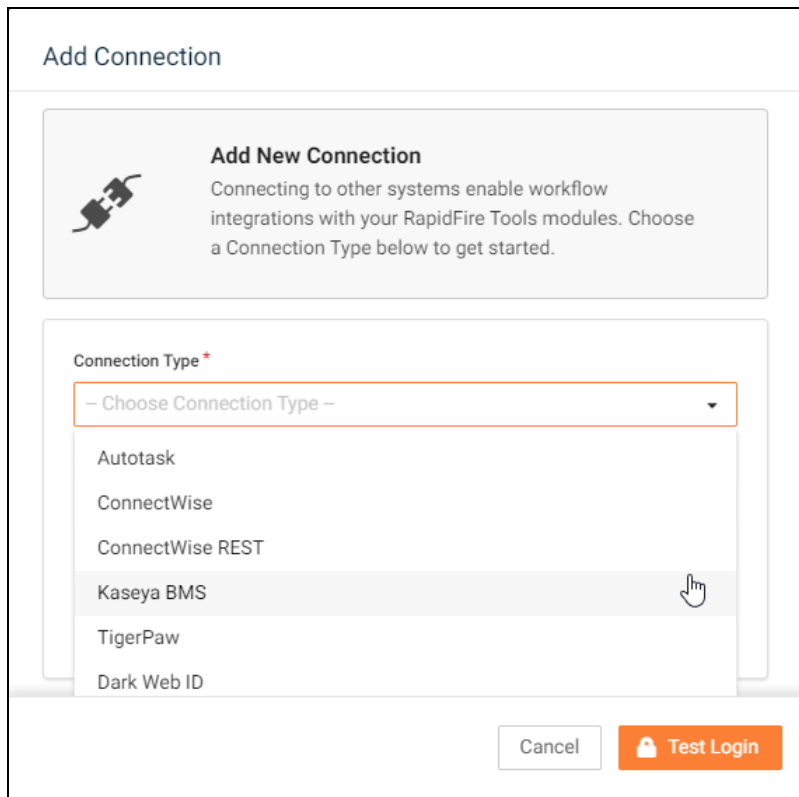 Add Connection
Add New Connection
Connecting to other systems enable workflow
integrations with your RapidFire Tools modules. Choose
a Connection Type below to get started.
Connection Type *
– Choose Connection Type –
Autotask
ConnectWise
ConnectWise REST
Kaseya BMS
TigerPaw
Dark Web ID
Cancel
Test Login